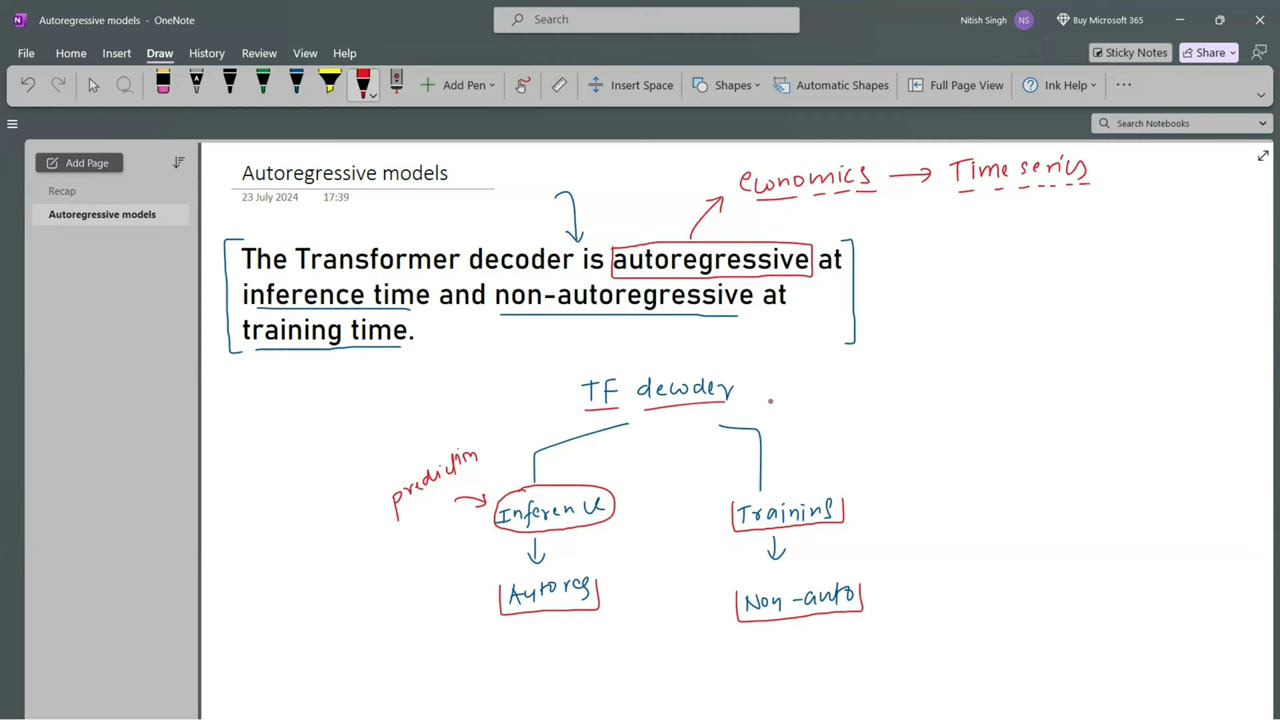 Autoregressive models - OneNote
Search
Nitish Singh NS
Buy Microsoft 365
File Home Insert Draw History Review View Help
Sticky Notes
Share
Add Pen
Insert Space
Shapes
Automatic Shapes
Full Page View
Ink Help
Search Notebooks
Add Page
Recap
Autoregressive models
Autoregressive models
23 July 2024 17:39
economics → Time series
The Transformer decoder is autoregressive at
inference time and non-autoregressive at
training time.
TF decoder
prediction
Inference
Training
Autoreg
Non-auto